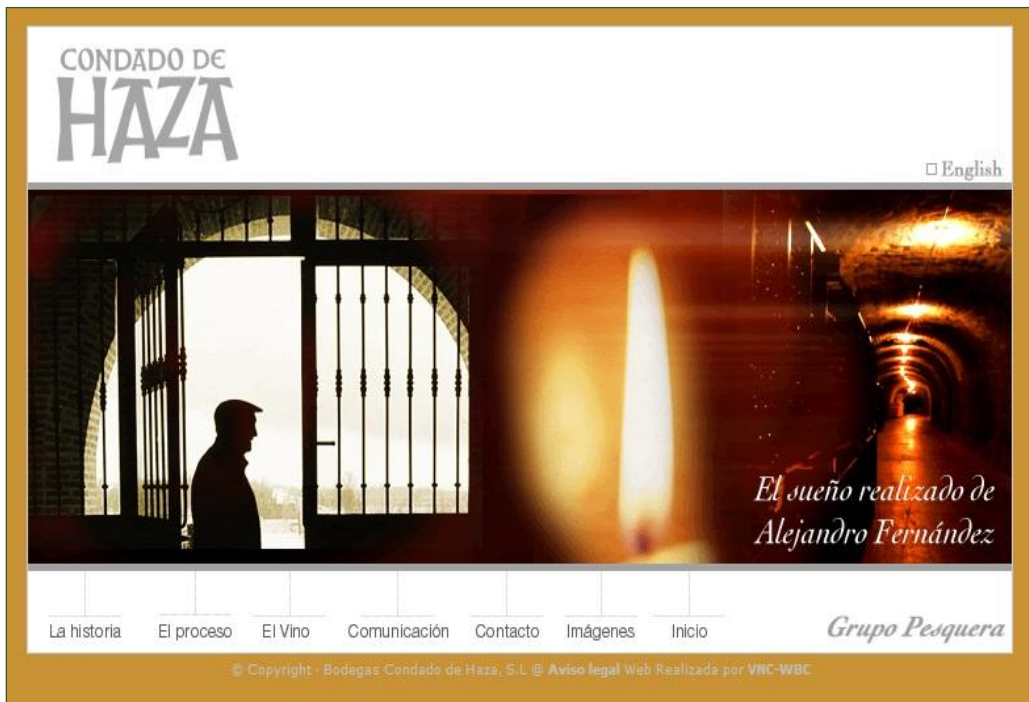 CONDADO DE
HAZA
English
El sueño realizado de
Alejandro Fernández
La historia El proceso El Vino Comunicación Contacto Imágenes Inicio
Grupo Pesquera
© Copyright · Bodegas Condado de Haza, S.L @ Aviso legal Web Realizada por VNC-WBC